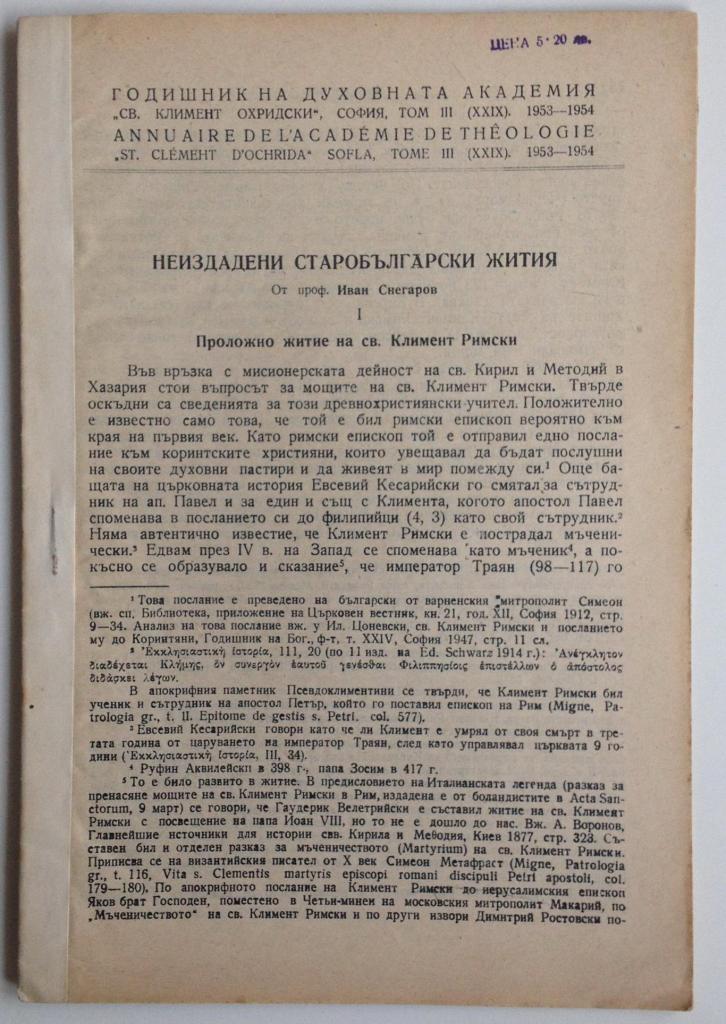 ЦЕНА 5·20 лв.
ГОДИШНИК НА ДУХОВНАТА АКАДЕМИЯ
„СВ. КЛИМЕНТ ОХРИДСКИ“, СОФИЯ, ТОМ III (XXIX). 1953—1954
ANNUAIRE DE L'ACADÉMIE DE THÉOLOGIE
„ST. CLÉMENT D'OCHRIDA“ SOFLA, TOME III (XXIX). 1953—1954
НЕИЗДАДЕНИ СТАРОБЪЛГАРСКИ ЖИТИЯ
От проф. Иван Снегаров
I
Проложно житие на св. Климент Римски
Във връзка с мисионерската дейност на св. Кирил и Методий в
Хазария стои въпросът за мощите на св. Климент Римски. Твърде
оскъдни са сведенията за този древнохристиянски учител. Положително
е известно само това, че той е бил римски епископ вероятно към
края на първия век. Като римски епископ той е отправил едно посла-
ние към коринтските християни, които увещавал да бъдат послушни
на своите духовни пастири и да живеят в мир помежду си.¹ Още ба-
щата на църковната история Евсевий Кесарийски го смятал за сътруд-
ник на ап. Павел и за един и същ с Климента, когото апостол Павел
споменава в посланието си до филипийци (4, 3) като свой сътрудник.²
Няма автентично известие, че Климент Римски е пострадал мъчени-
чески.³ Едвам през IV в. на Запад се споменава като мъченик⁴, а по-
късно се образувало и сказание⁵, че император Траян (98—117) го
¹ Това послание е преведено на български от варненския митрополит Симеон
(вж. сп. Библиотека, приложение на Църковен вестник, кн. 21, год. XII, София 1912, стр.
9—34. Анализ на това послание вж. у Ил. Цоневски, св. Климент Римски и посланието
му до Коринтяни, Годишник на Бог., ф-т, т. XXIV, София 1947, стр. 11 сл.
² Ἐκκλησιαστικὴ ἱστορία, 111, 20 (по 11 изд. на Ed. Schwarz 1914 г.): Ἀνέγκλητον
διαδέχεται Κλήμης, ὃν συνεργὸν ἑαυτοῦ γενέσθαι Φιλιππησίοις ἐπιστέλλων ὁ ἀπόστολος
διδάσκει λέγων.
В апокрифния паметник Псевдоклиментини се твърди, че Климент Римски бил
ученик и сътрудник на апостол Петър, който го поставил епископ на Рим (Migne, Pa-
trologia gr., t. II. Epitome de gestis s. Petri. col. 577).
³ Евсевий Кесарийски говори като че ли Климент е умрял от своя смърт в тре-
тата година от царуването на император Траян, след като управлявал църквата 9 го-
дини (Ἐκκλησιαστικὴ ἱστορία, III, 34).
⁴ Руфин Аквилейски в 398 г., папа Зосим в 417 г.
⁵ То е било развито в житие. В предисловието на Италианската легенда (разказ за
пренасяне мощите на св. Климент Римски в Рим, издадена от боландистите в Acta San-
ctorum, 9 март) се говори, че Гаудерик Велетрийски е съставил житие на св. Климент
Римски с посвещение на папа Йоан VIII, но то не е дошло до нас. Вж. А. Воронов,
Главнейшие источники для истории свв. Кирила и Мефодия, Киев 1877, стр. 323. Със-
тавен бил и отделен разказ за мъченичеството (Martyrium) на св. Климент Римски.
Приписва се на византийския писател от X век Симеон Метафраст (Migne, Patrologia
gr., t. 116, Vita s. Clementis martyris episcopi romani discipuli Petri apostoli, col.
179—180). По апокрифното послание на Климент Римски до иерусалимския епископ
Яков брат Господен, поместено в Четьи-минеи на московския митрополит Макарий, по
„Мъченичеството“ на св. Климент Римски и по други извори Димитрий Ростовски по-